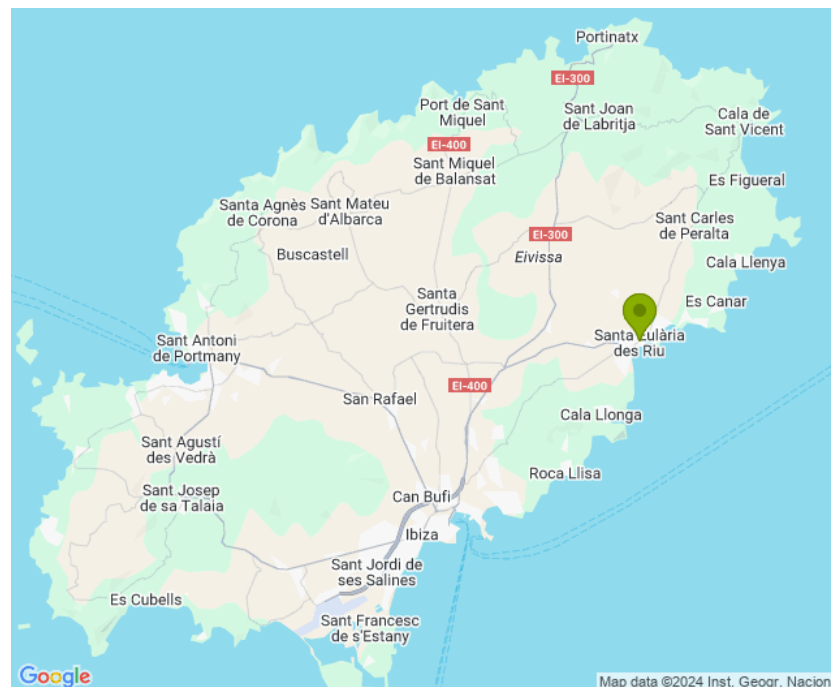 Portinatx
EI-300
Port de Sant
Miquel
Sant Joan
de Labritja
Cala de
Sant Vicent
EI-400
Sant Miquel
de Balansat
Es Figueral
Santa Agnès
de Corona
Sant Mateu
d'Albarca
Sant Carles
de Peralta
EI-300
Buscastell
Eivissa
Cala Llenya
Santa
Gertrudis
de Fruitera
Es Canar
Sant Antoni
de Portmany
Santa Eulària
des Riu
EI-400
San Rafael
Cala Llonga
Sant Agustí
des Vedrà
Roca Llisa
Sant Josep
de sa Talaia
Can Bufi
Ibiza
Sant Jordi de
ses Salines
Es Cubells
Sant Francesc
de s'Estany
Google
Map data ©2024 Inst. Geogr. Nacion